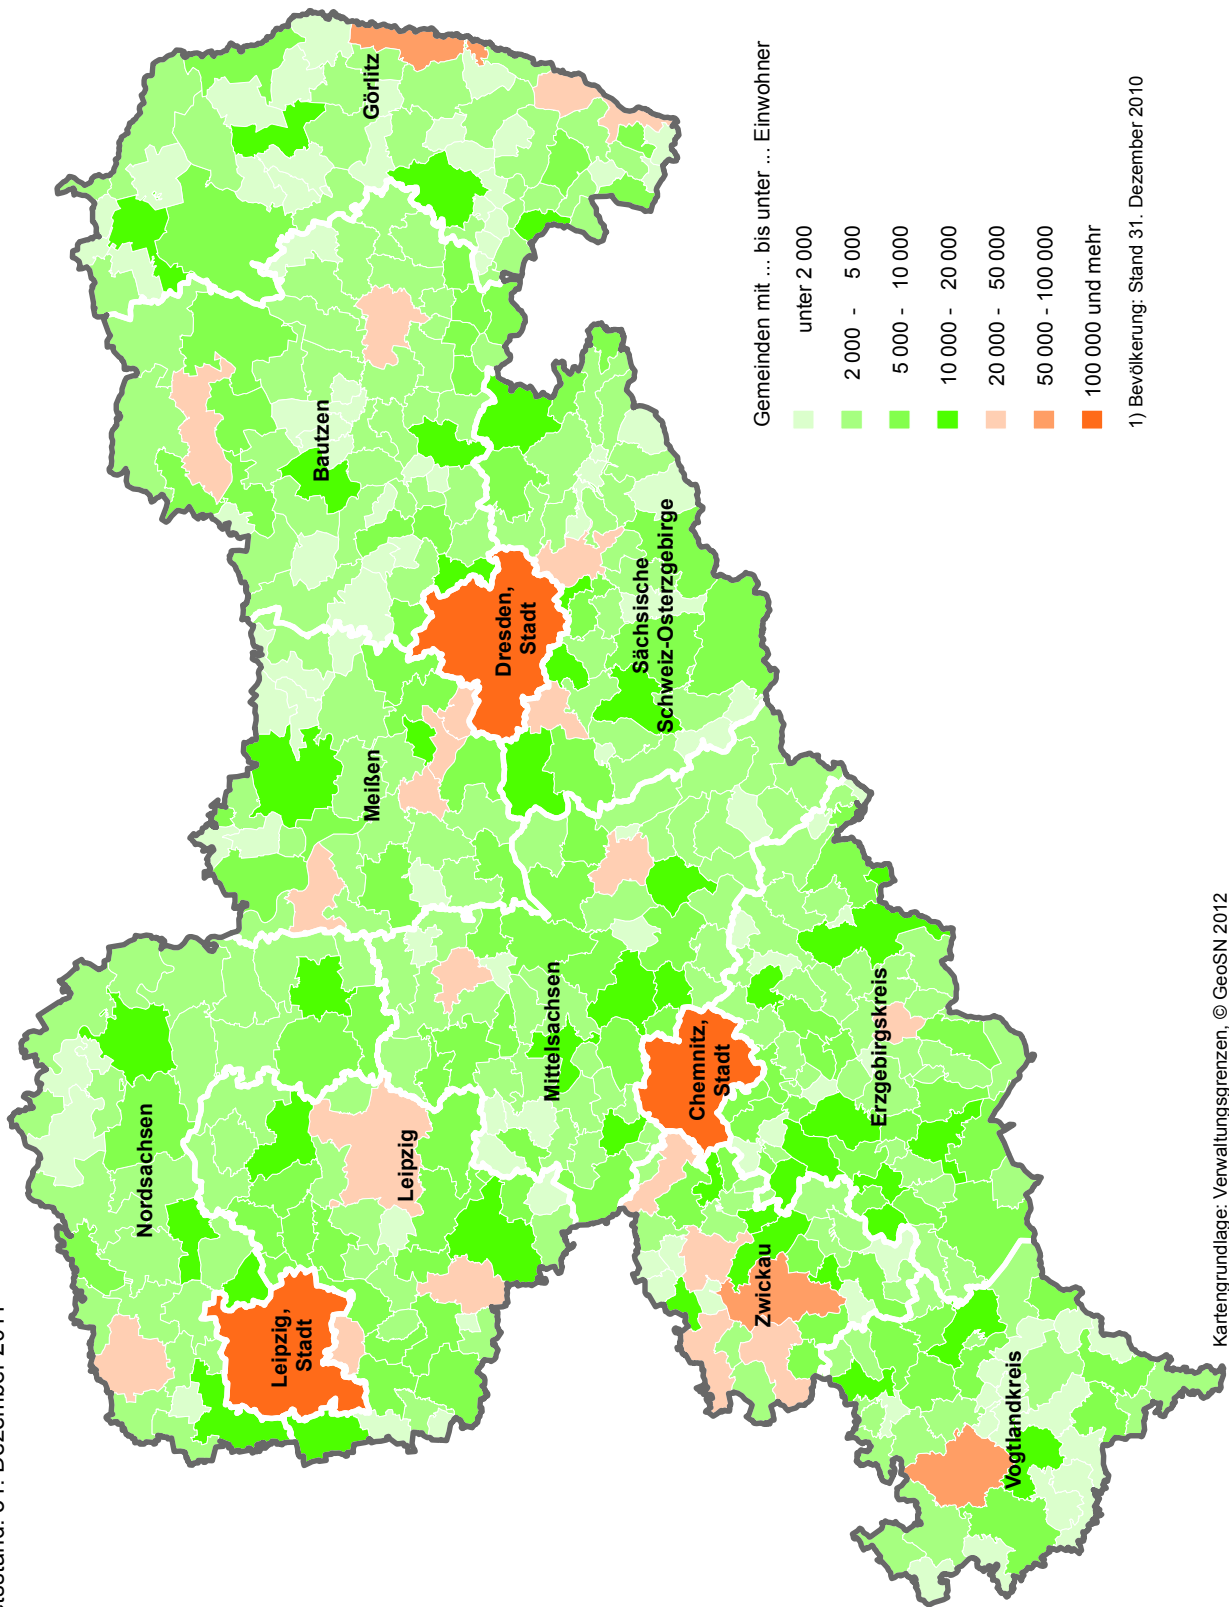 31. Dezember 2011
Nordsachsen
Leipzig,
Stadt
Leipzig
Meißen
Bautzen
Görlitz
Dresden,
Stadt
Sächsische
Schweiz-Osterzgebirge
Mittelsachsen
Chemnitz,
Stadt
Erzgebirgskreis
Zwickau
Vogtlandkreis
Gemeinden mit ... bis unter ... Einwohner
unter 2 000
2 000 - 5 000
5 000 - 10 000
10 000 - 20 000
20 000 - 50 000
50 000 - 100 000
100 000 und mehr
1) Bevölkerung: Stand 31. Dezember 2010
Kartengrundlage: Verwaltungsgrenzen, © GeoSN 2012